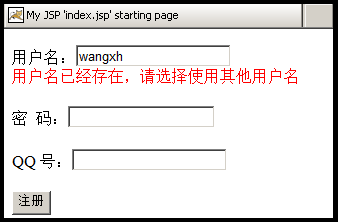 My JSP 'index.jsp' starting page
用户名：wangxh
用户名已经存在，请选择使用其他用户名
密 码：
QQ 号：
注册